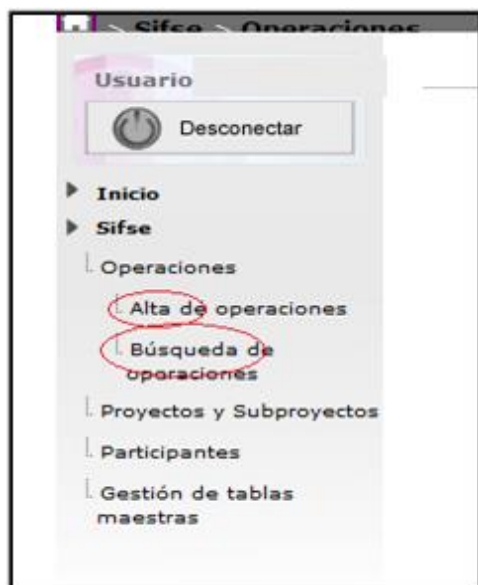 > Sifse > Operaciones
Usuario
Desconectar
Inicio
Sifse
Operaciones
Alta de operaciones
Búsqueda de
operaciones
Proyectos y Subproyectos
Participantes
Gestión de tablas
maestras